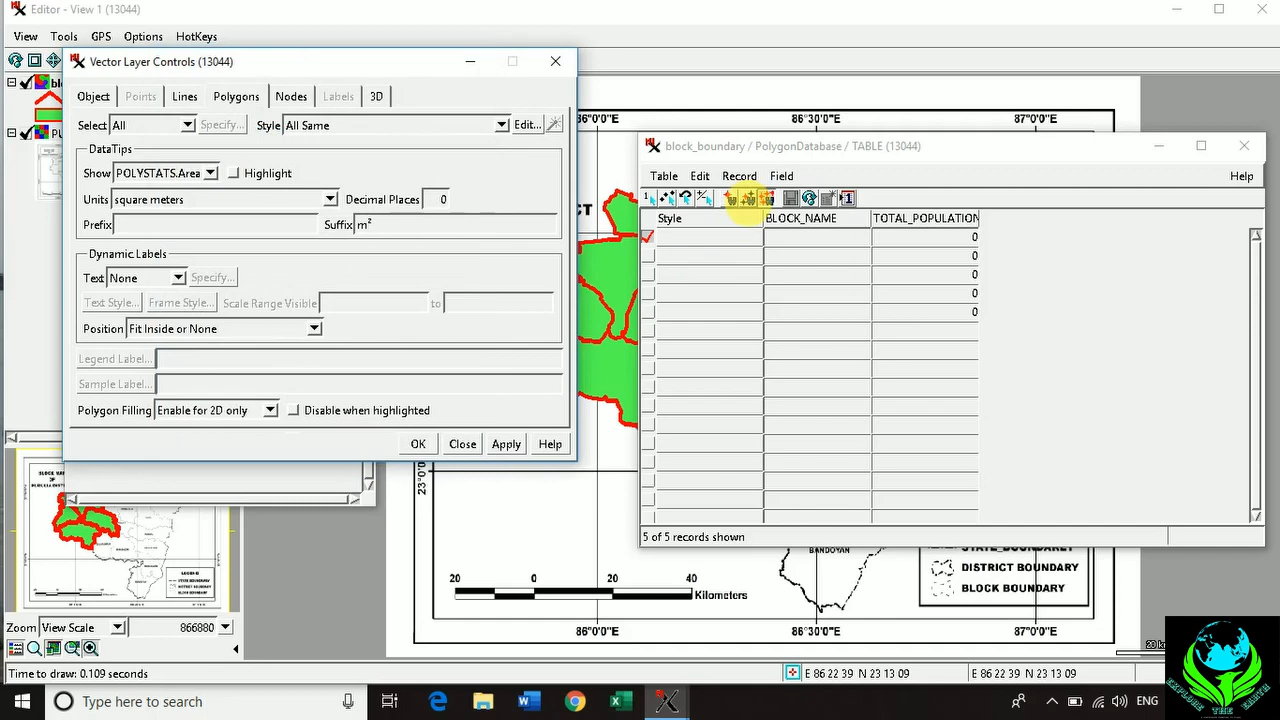 Editor - View 1 (13044)
View Tools GPS Options HotKeys
Vector Layer Controls (13044)
Object Points Lines Polygons Nodes Labels 3D
Select All Specify... Style All Same Edit...
DataTips
Show POLYSTATS.Area Highlight
Units square meters Decimal Places 0
Prefix Suffix m²
Dynamic Labels
Text None Specify...
Text Style... Frame Style... Scale Range Visible to
Position Fit Inside or None
Legend Label...
Sample Label...
Polygon Filling Enable for 2D only Disable when highlighted
OK Close Apply Help
block_boundary / PolygonDatabase / TABLE (13044)
Table Edit Record Field Help
Style BLOCK_NAME TOTAL_POPULATION
0
0
0
0
0
5 of 5 records shown
86°0'0"E 86°30'0"E 87°0'0"E
CT
23°0'0"
BANDOYAN
STATE_BOUNDARY
DISTRICT BOUNDARY
BLOCK BOUNDARY
20 0 20 40
Kilometers
86°0'0"E 86°30'0"E 87°0'0"E
20 k
Zoom View Scale 866880
Time to draw: 0.109 seconds
E 86 22 39 N 23 13 09 E 86 22 39 N 23 13 09
Type here to search
ENG
EXPLORE THE EARTH